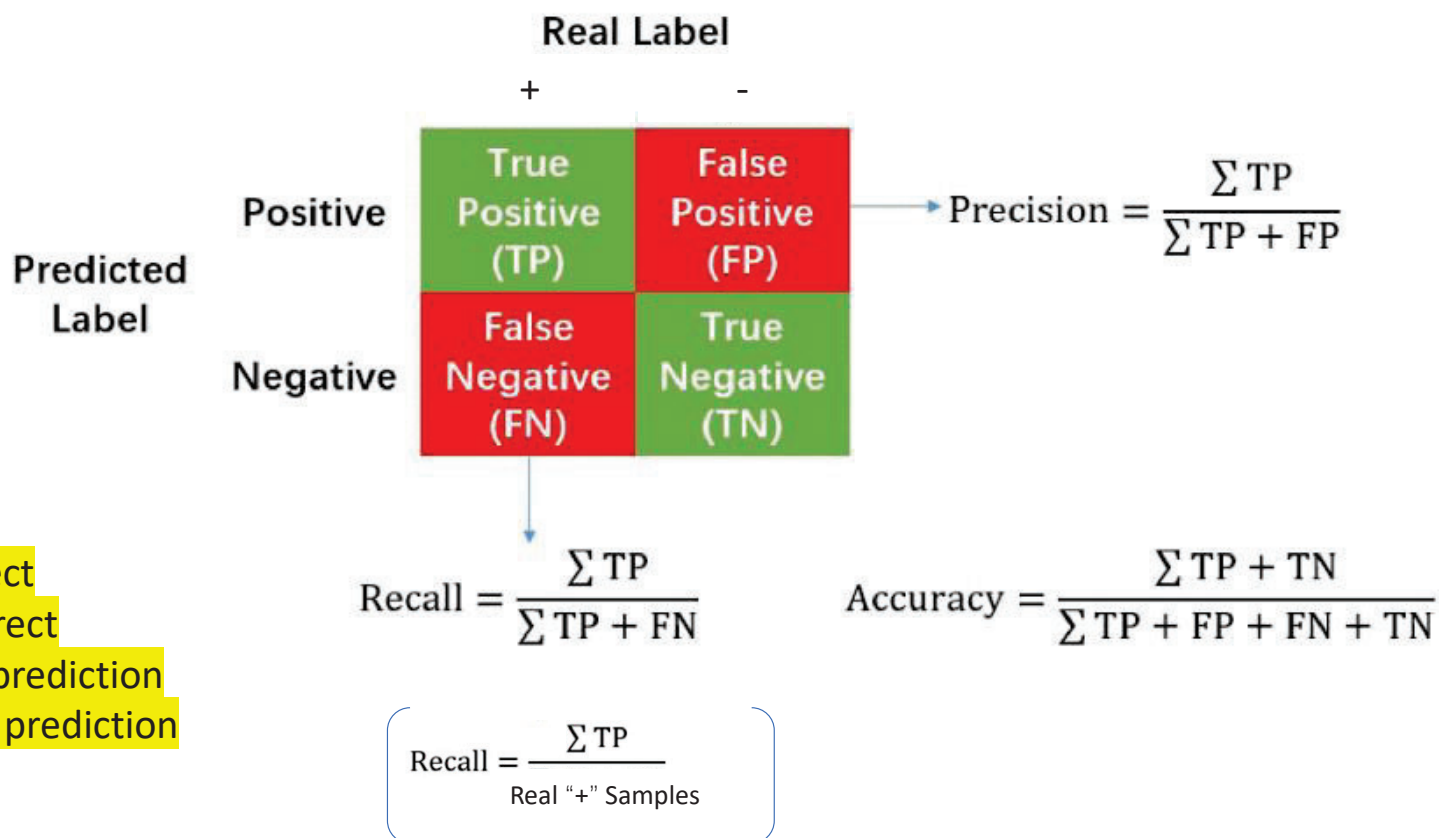 Real Label
+ -
True Positive (TP)
False Positive (FP)
Positive
Precision = ∑ TP / ∑ TP + FP
Predicted Label
False Negative (FN)
True Negative (TN)
Negative
Recall = ∑ TP / ∑ TP + FN
Accuracy = ∑ TP + TN / ∑ TP + FP + FN + TN
prediction
prediction
Recall = ∑ TP / Real “+” Samples